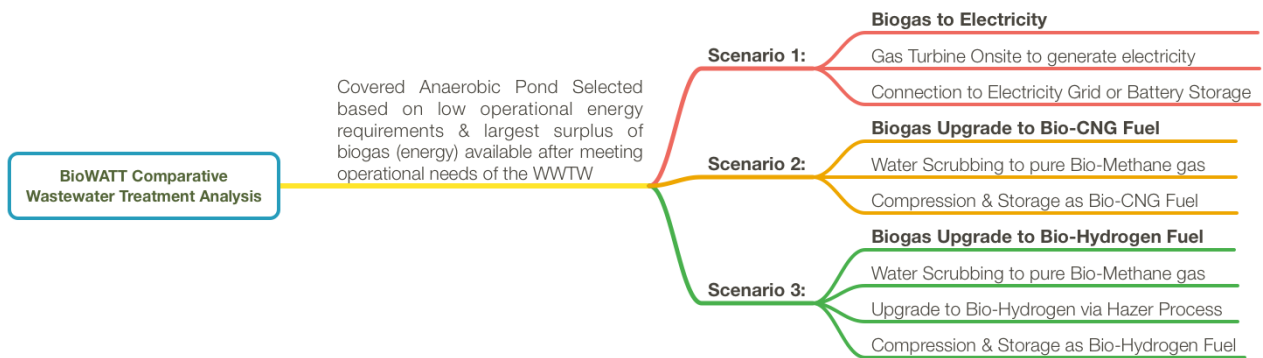 BioWATT Comparative
Wastewater Treatment Analysis
Covered Anaerobic Pond Selected
based on low operational energy
requirements & largest surplus of
biogas (energy) available after meeting
operational needs of the WWTW
Scenario 1:
Biogas to Electricity
Gas Turbine Onsite to generate electricity
Connection to Electricity Grid or Battery Storage
Scenario 2:
Biogas Upgrade to Bio-CNG Fuel
Water Scrubbing to pure Bio-Methane gas
Compression & Storage as Bio-CNG Fuel
Scenario 3:
Biogas Upgrade to Bio-Hydrogen Fuel
Water Scrubbing to pure Bio-Methane gas
Upgrade to Bio-Hydrogen via Hazer Process
Compression & Storage as Bio-Hydrogen Fuel